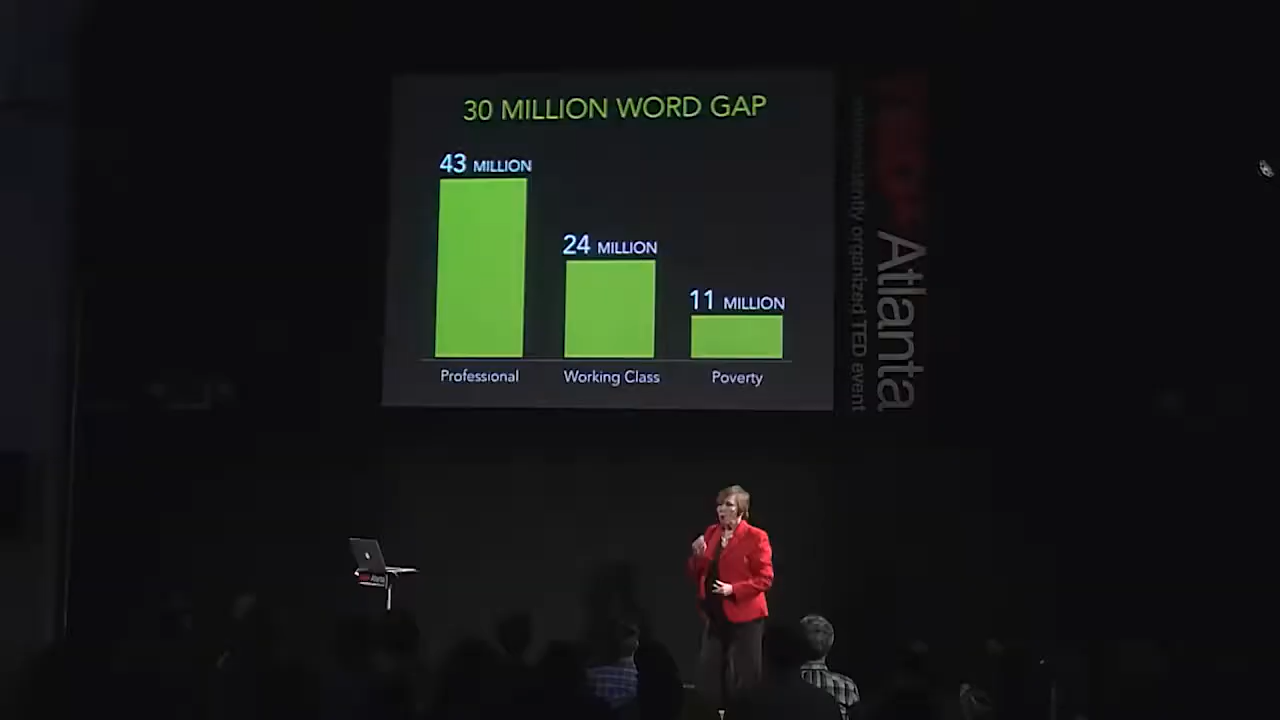 30 MILLION WORD GAP
43 MILLION
24 MILLION
11 MILLION
Professional
Working Class
Poverty
Atlanta
independently organized TED event